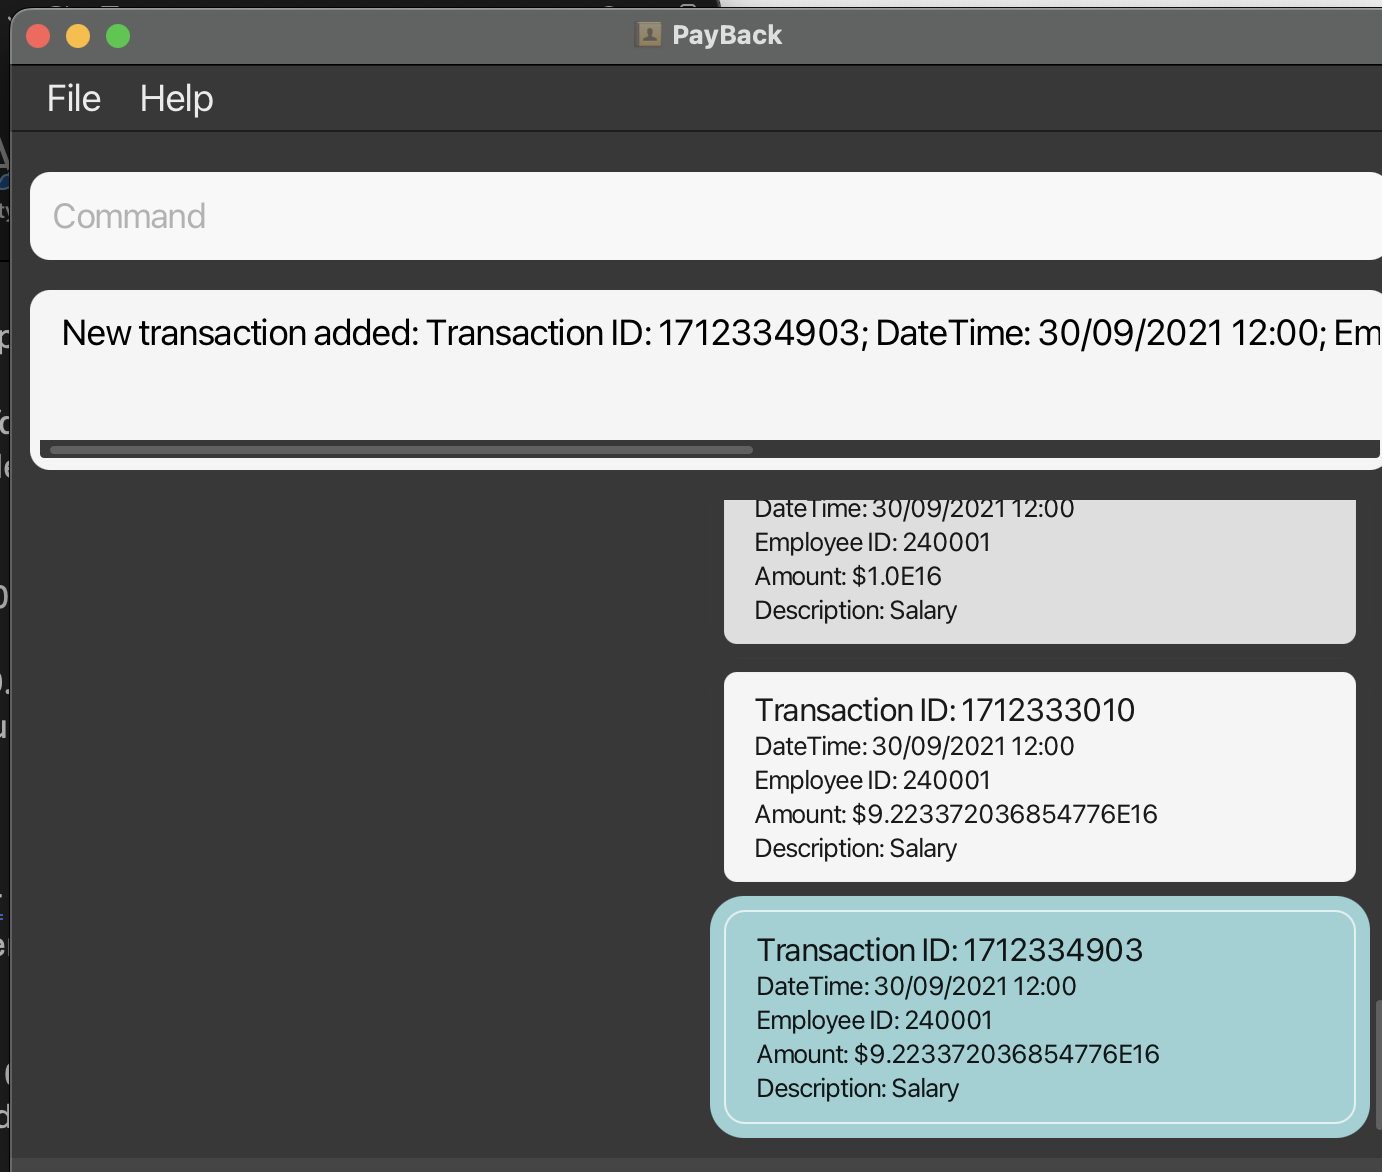 PayBack
File Help
Command
New transaction added: Transaction ID: 1712334903; DateTime: 30/09/2021 12:00; Em
DateTime: 30/09/2021 12:00
Employee ID: 240001
Amount: $1.0E16
Description: Salary
Transaction ID: 1712333010
DateTime: 30/09/2021 12:00
Employee ID: 240001
Amount: $9.223372036854776E16
Description: Salary
Transaction ID: 1712334903
DateTime: 30/09/2021 12:00
Employee ID: 240001
Amount: $9.223372036854776E16
Description: Salary